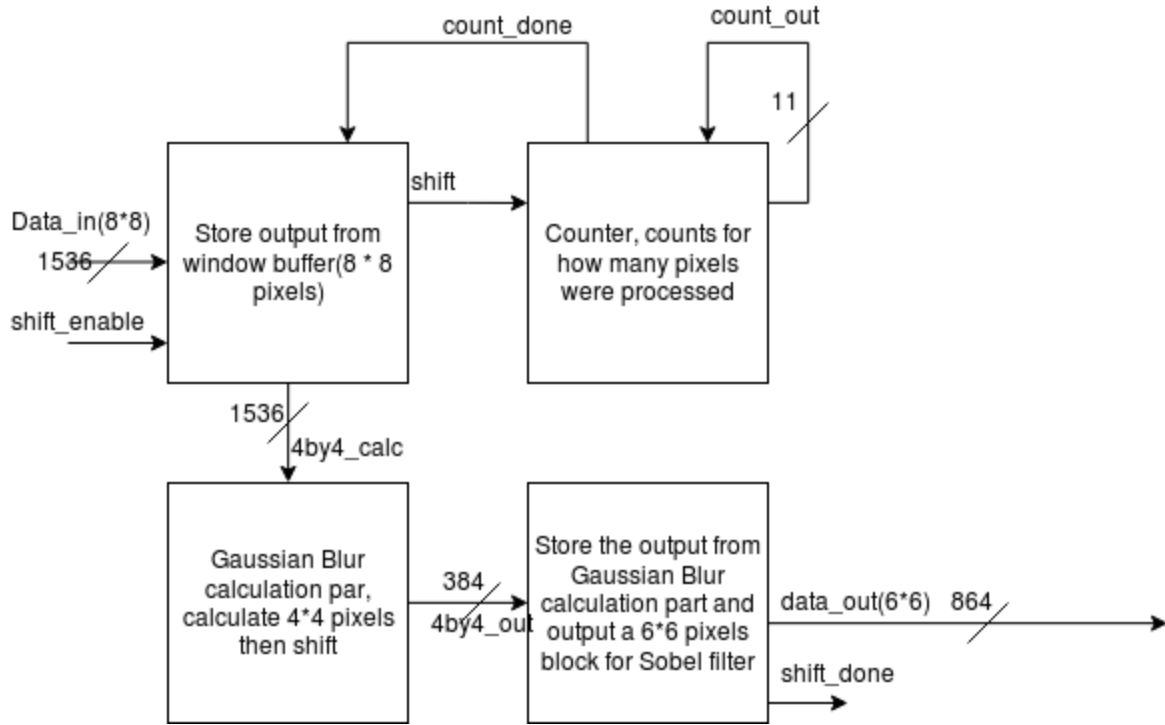 count_out
count_done
11
shift
Data_in(8*8)
1536
shift_enable
Store output from
window buffer(8 * 8
pixels)
Counter, counts for
how many pixels
were processed
1536
4by4_calc
Gaussian Blur
calculation par,
calculate 4*4 pixels
then shift
384
4by4_out
Store the output from
Gaussian Blur
calculation part and
output a 6*6 pixels
block for Sobel filter
data_out(6*6) 864
shift_done